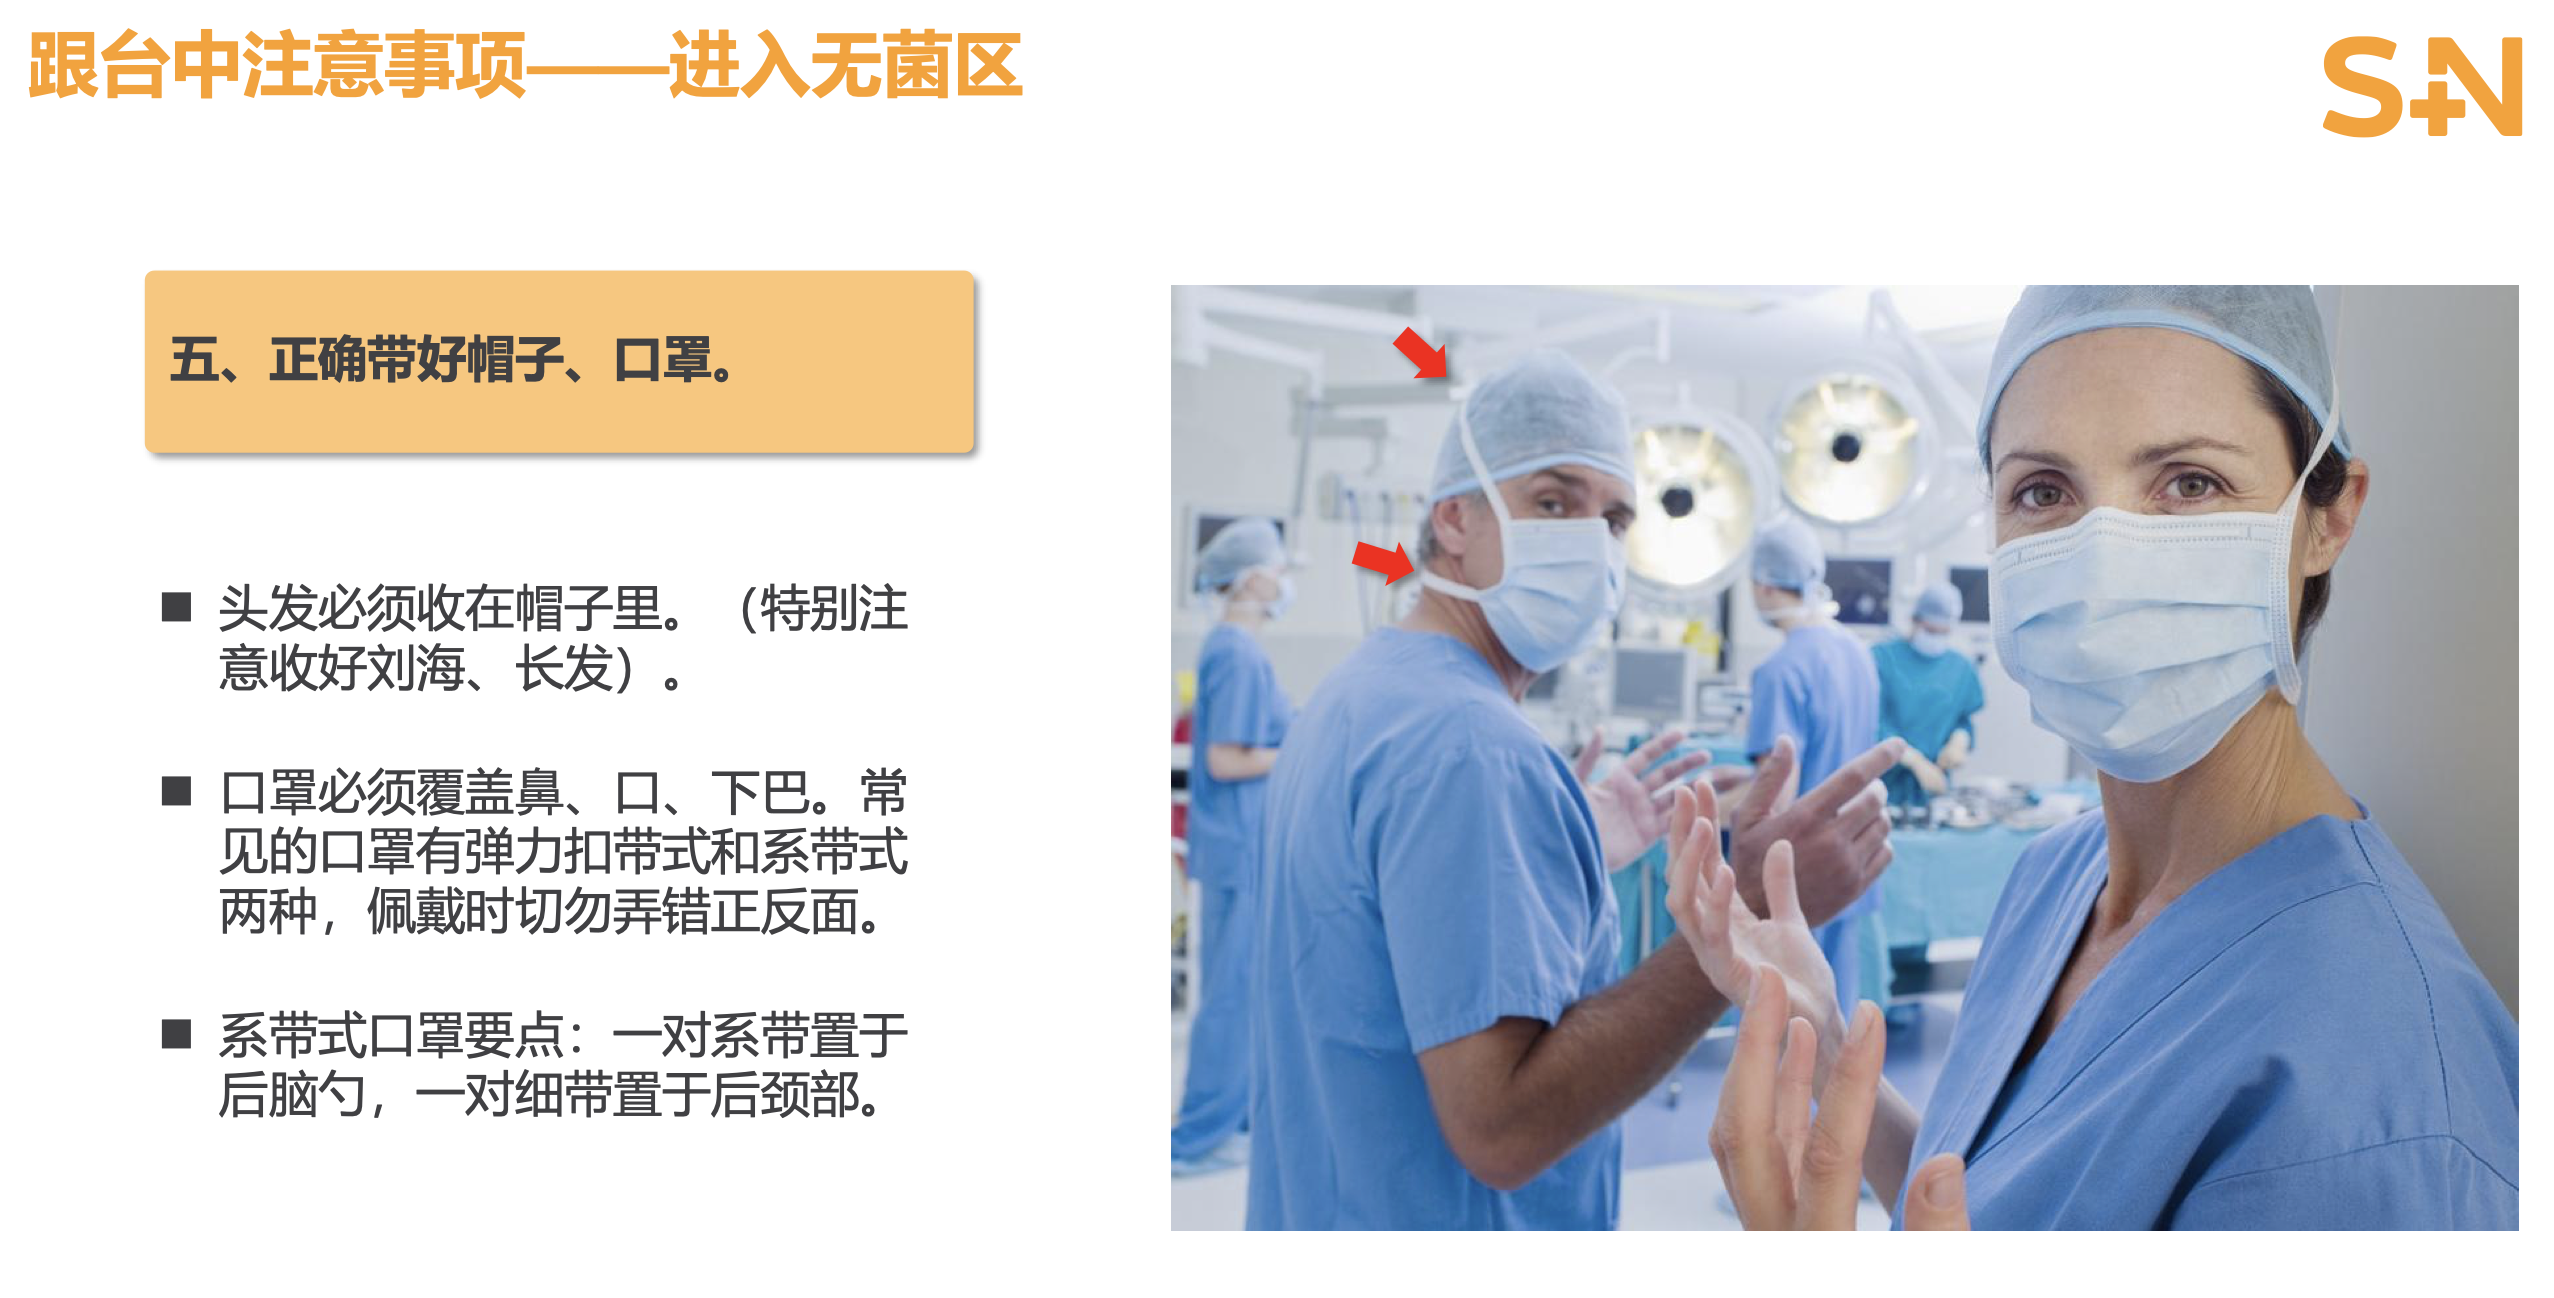 跟台中注意事项——进入无菌区
S+N
五、正确带好帽子、口罩。
■ 头发必须收在帽子里。（特别注
意收好刘海、长发）。
■ 口罩必须覆盖鼻、口、下巴。常
见的口罩有弹力扣带式和系带式
两种，佩戴时切勿弄错正反面。
■ 系带式口罩要点：一对系带置于
后脑勺，一对细带置于后颈部。